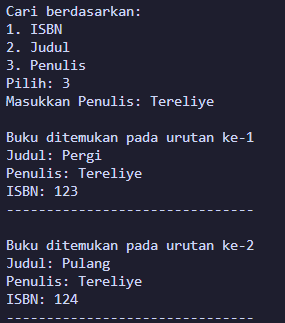 Cari berdasarkan:
1. ISBN
2. Judul
3. Penulis
Pilih: 3
Masukkan Penulis: Tereliye

Buku ditemukan pada urutan ke-1
Judul: Pergi
Penulis: Tereliye
ISBN: 123
-------------------------------

Buku ditemukan pada urutan ke-2
Judul: Pulang
Penulis: Tereliye
ISBN: 124
-------------------------------